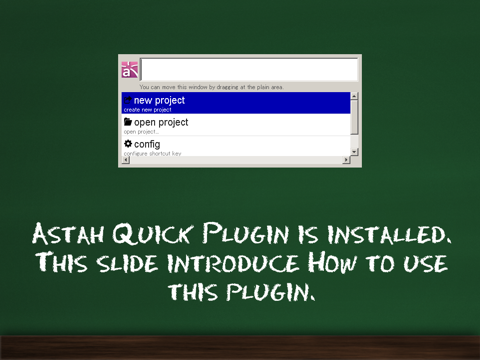 a
You can move this window by dragging at the plain area.
new project
create new project
open project
open project...
config
configure shortcut key
Astah Quick Plugin is installed.
This slide introduce How to use
this plugin.